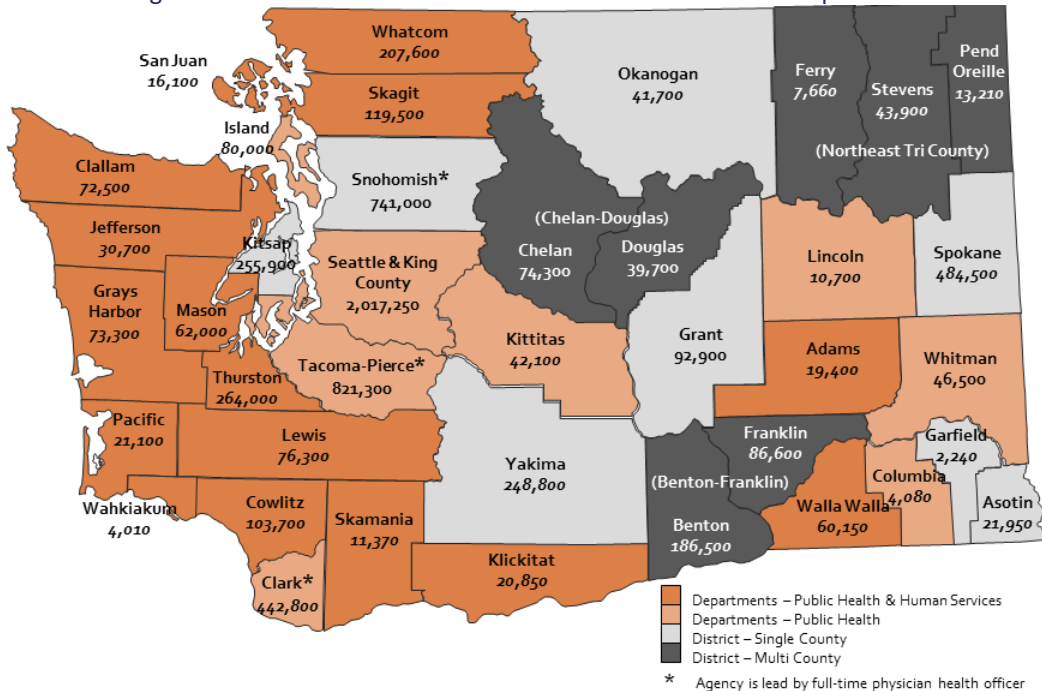 Whatcom
207,600
San Juan
16,100
Skagit
119,500
Island
80,000
Okanogan
41,700
Ferry
7,660
Stevens
43,900
Pend
Oreille
13,210
(Northeast Tri County)
Clallam
72,500
Snohomish*
741,000
Jefferson
30,700
Kitsap
255,900
(Chelan-Douglas)
Chelan
74,300
Douglas
39,700
Seattle & King
County
2,017,250
Lincoln
10,700
Spokane
484,500
Grays
Harbor
73,300
Mason
62,000
Kittitas
42,100
Grant
92,900
Adams
19,400
Whitman
46,500
Tacoma-Pierce*
821,300
Thurston
264,000
Pacific
21,100
Lewis
76,300
Yakima
248,800
Franklin
86,600
(Benton-Franklin)
Benton
186,500
Garfield
2,240
Columbia
4,080
Asotin
21,950
Walla Walla
60,150
Wahkiakum
4,010
Cowlitz
103,700
Skamania
11,370
Klickitat
20,850
Clark*
442,800
Departments – Public Health & Human Services
Departments – Public Health
District – Single County
District – Multi County
* Agency is lead by full-time physician health officer